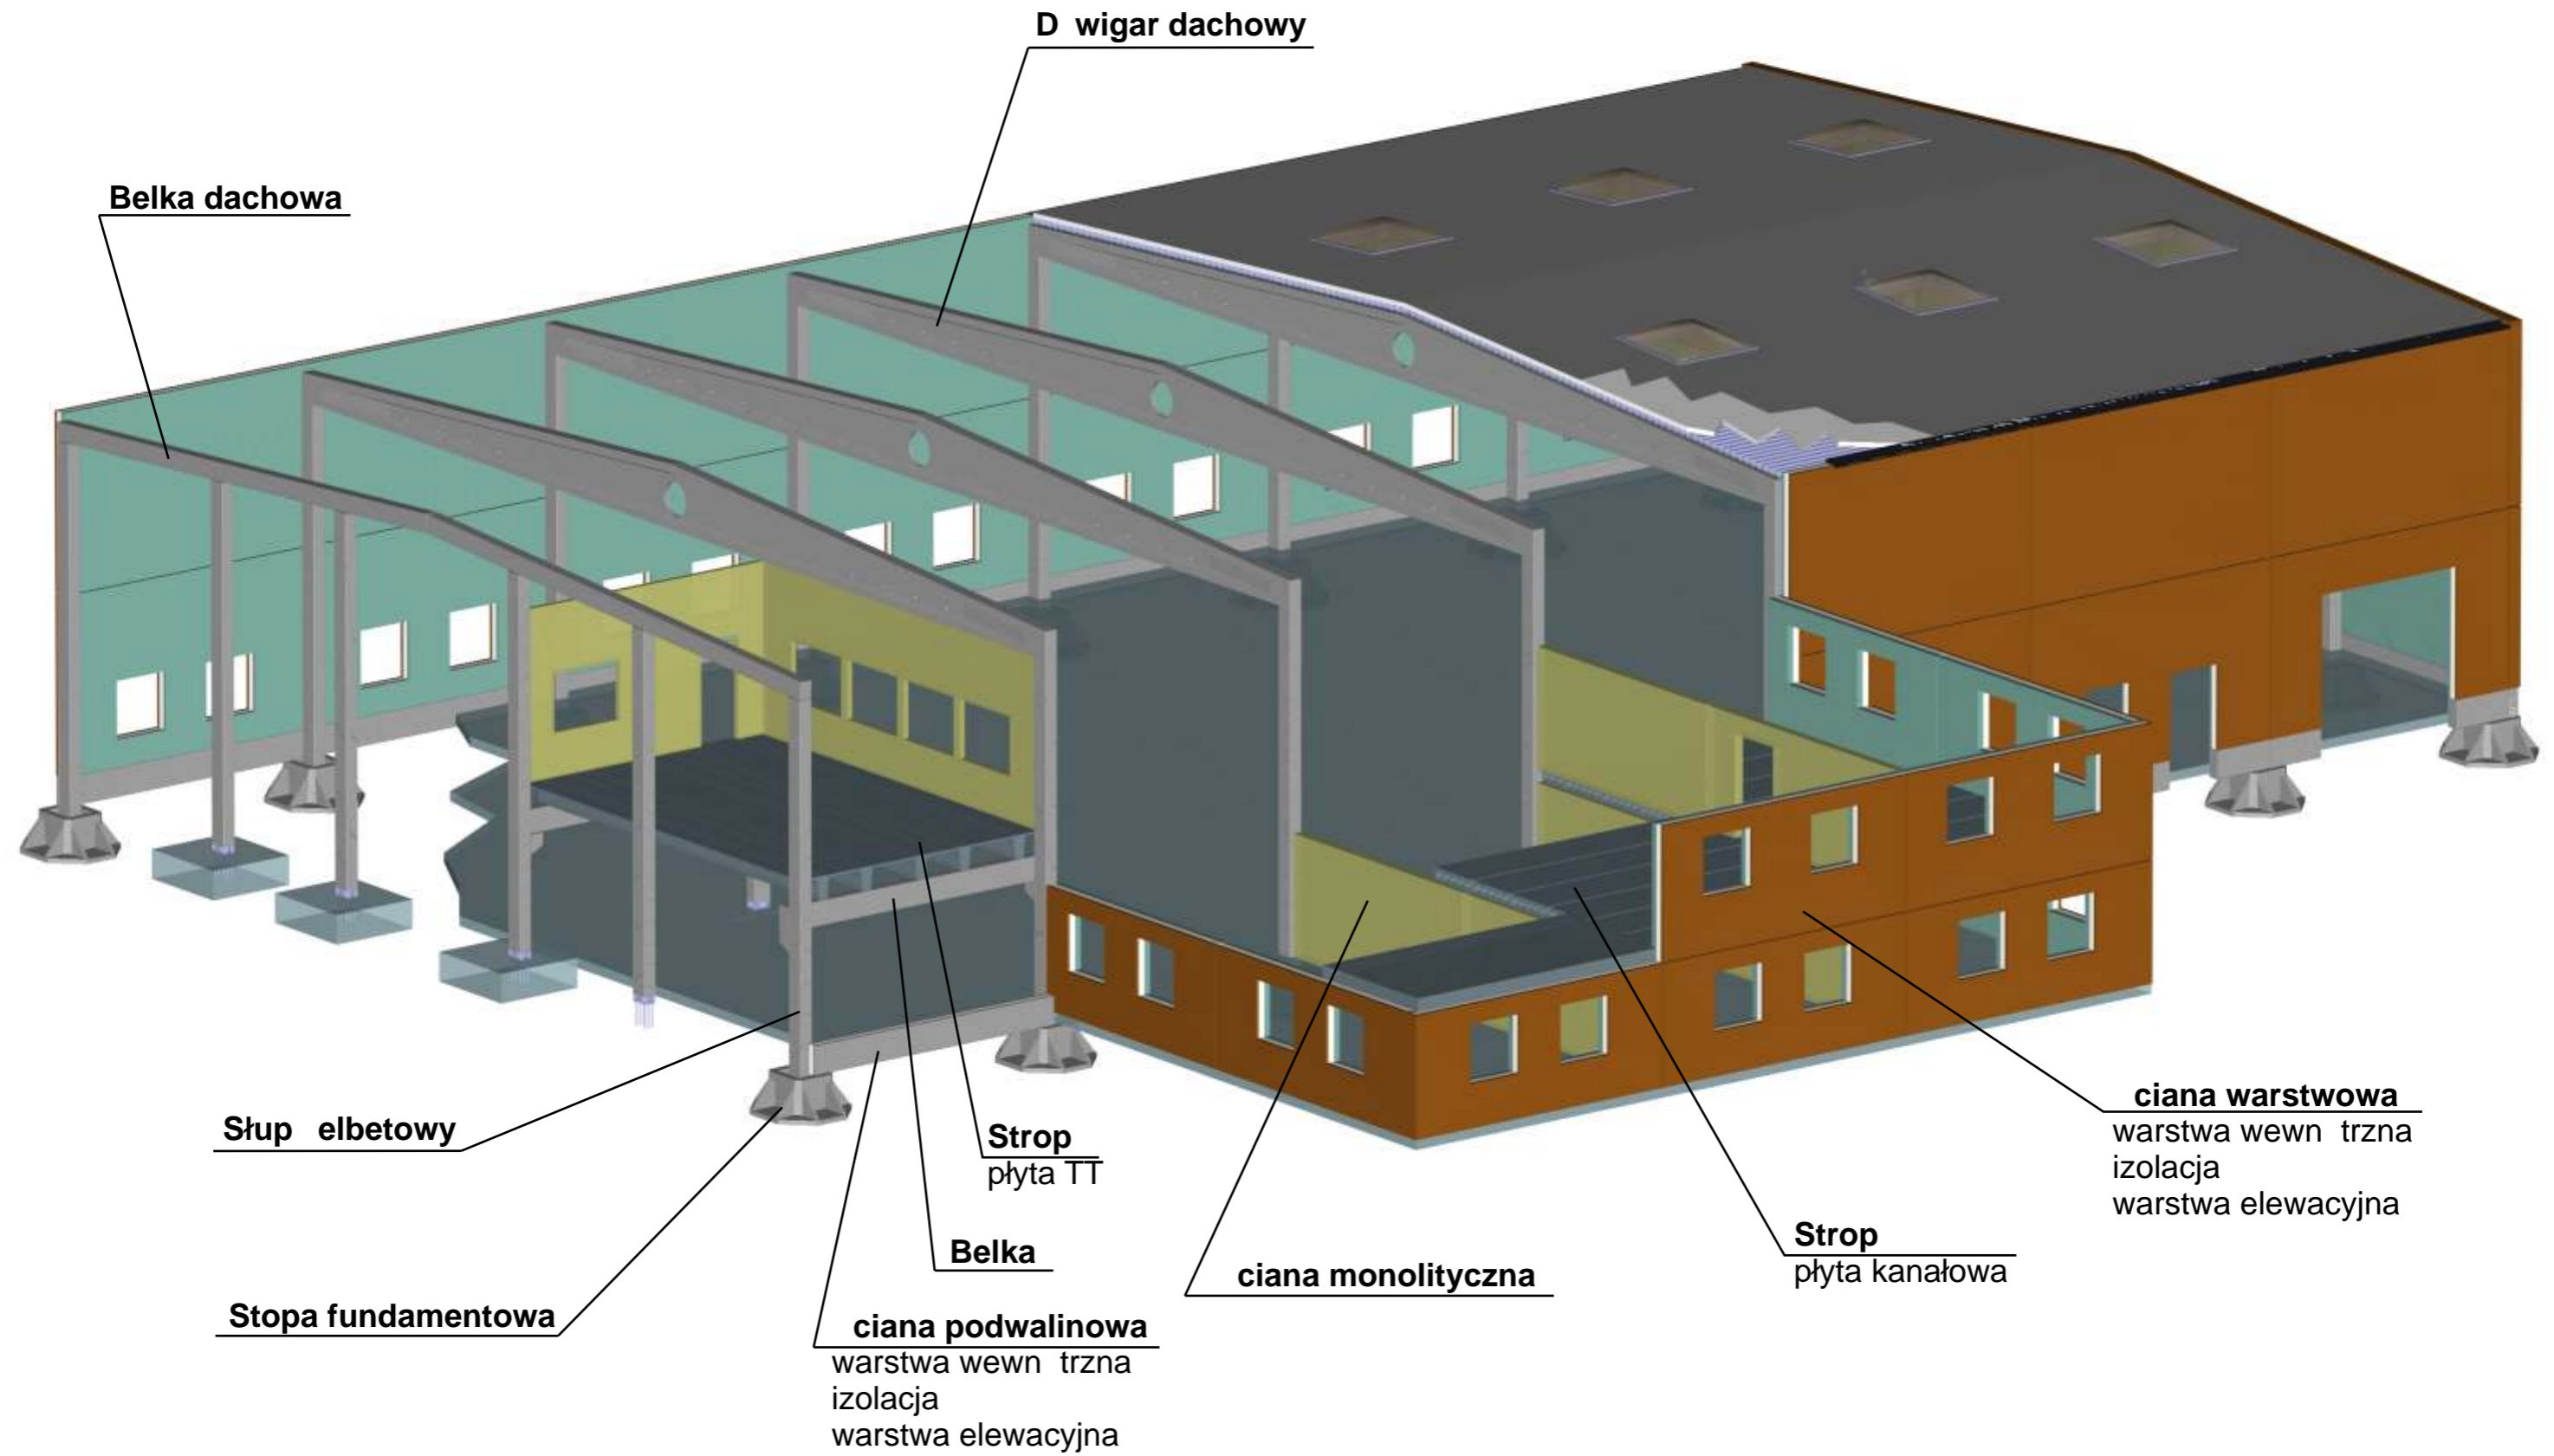 D wigar dachowy
Belka dachowa
Słup elbetowy
Strop
płyta TT
Belka
Stopa fundamentowa
ciana podwalinowa
warstwa wewn trzna
izolacja
warstwa elewacyjna
ciana monolityczna
Strop
płyta kanałowa
ciana warstwowa
warstwa wewn trzna
izolacja
warstwa elewacyjna